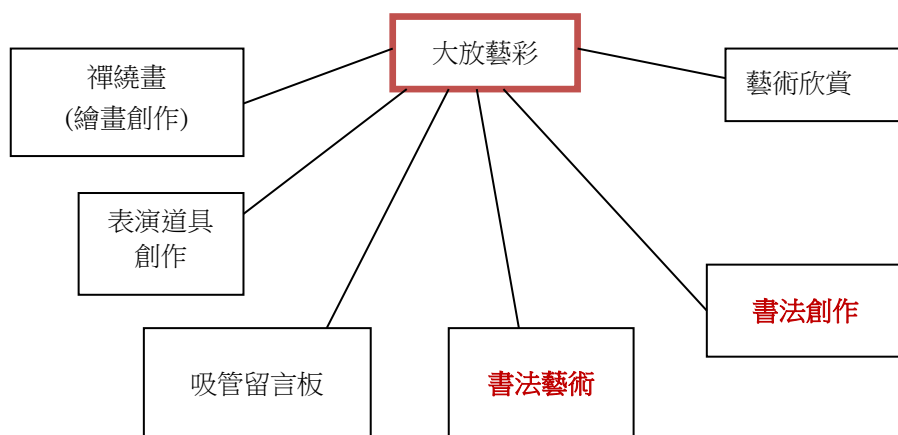 大放藝彩
禪繞畫
(繪畫創作)
藝術欣賞
表演道具
創作
書法創作
吸管留言板
書法藝術